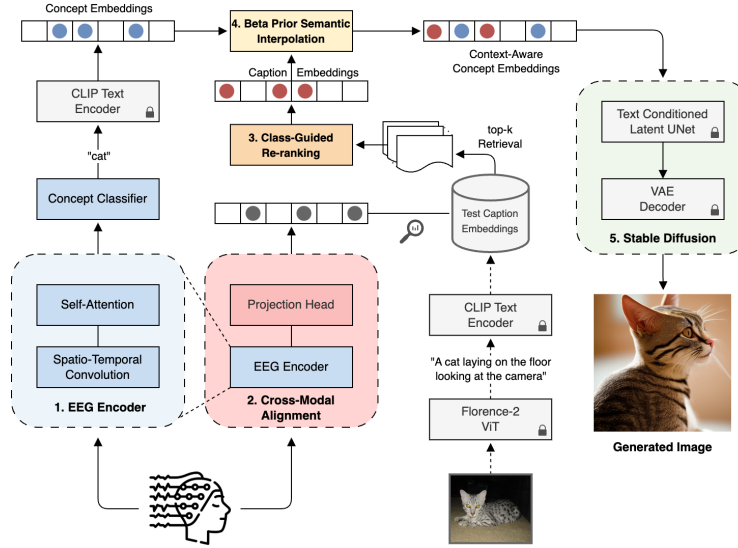 Concept Embeddings
4. Beta Prior Semantic
Interpolation
Context-Aware
Concept Embeddings
Caption Embeddings
CLIP Text
Encoder
3. Class-Guided
Re-ranking
top-k
Retrieval
Text Conditioned
Latent UNet
"cat"
Concept Classifier
Test Caption
Embeddings
VAE
Decoder
5. Stable Diffusion
Self-Attention
Spatio-Temporal
Convolution
1. EEG Encoder
Projection Head
EEG Encoder
2. Cross-Modal
Alignment
CLIP Text
Encoder
"A cat laying on the floor
looking at the camera"
Florence-2
ViT
Generated Image